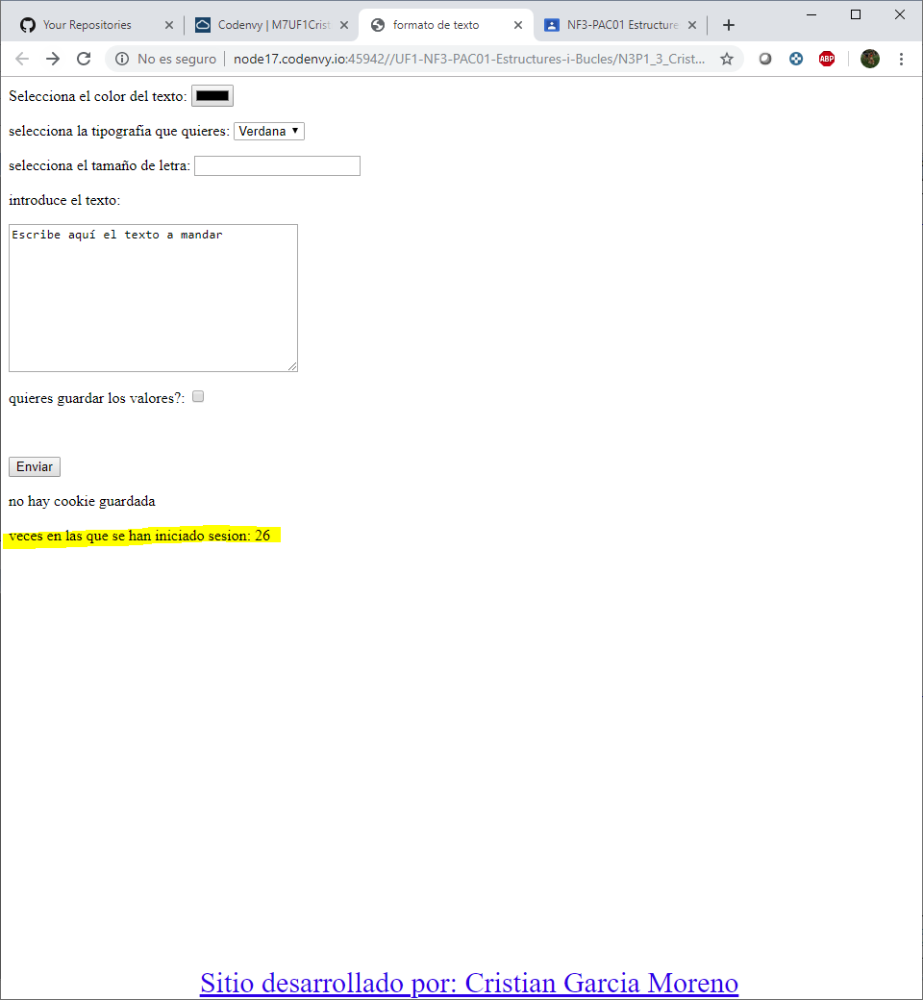 Your Repositories
Codenvy | M7UF1Crist
formato de texto
NF3-PAC01 Estructures
No es seguro | node17.codenvy.io:45942//UF1-NF3-PAC01-Estructures-i-Bucles/N3P1_3_Crist...
ABP
Selecciona el color del texto:
selecciona la tipografía que quieres: Verdana
selecciona el tamaño de letra:
introduce el texto:
Escribe aquí el texto a mandar
quieres guardar los valores?:
Enviar
no hay cookie guardada
veces en las que se han iniciado sesion: 26
Sitio desarrollado por: Cristian Garcia Moreno